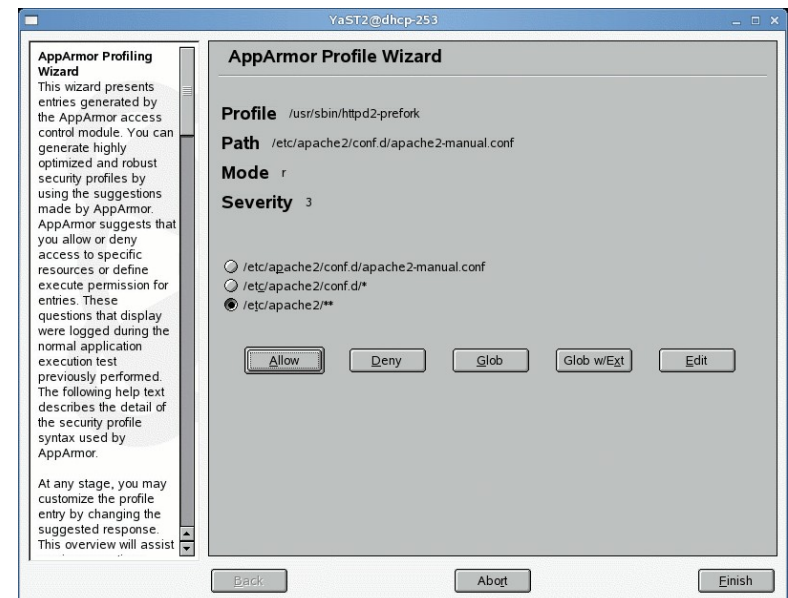 YaST2@dhcp-253
AppArmor Profiling
Wizard
This wizard presents
entries generated by
the AppArmor access
control module. You can
generate highly
optimized and robust
security profiles by
using the suggestions
made by AppArmor.
AppArmor suggests that
you allow or deny
access to specific
resources or define
execute permission for
entries. These
questions that display
were logged during the
normal application
execution test
previously performed.
The following help text
describes the detail of
the security profile
syntax used by
AppArmor.
At any stage, you may
customize the profile
entry by changing the
suggested response.
This overview will assist
AppArmor Profile Wizard
Profile /usr/sbin/httpd2-prefork
Path /etc/apache2/conf.d/apache2-manual.conf
Mode r
Severity 3
/etc/apache2/conf.d/apache2-manual.conf
/etc/apache2/conf.d/*
/etc/apache2/**
Allow Deny Glob Glob w/Ext Edit
Back Abort Finish